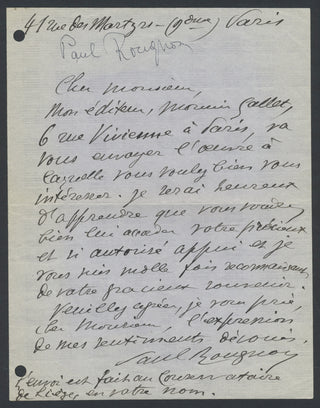 41 rue des Martyrs - (9ème) Paris
Paul Rougnon
Cher monsieur,
Mon éditeur, monsieur Gallet,
6 rue Vivienne à Paris, va
vous envoyer l'œuvre à
laquelle vous voulez bien vous
intéresser. Je serai heureux
d'apprendre que vous voudrez
bien lui accorder votre précieux
et si autorisé appui et je
vous suis mille fois reconnaissant
de votre gracieux souvenir.
Veuillez agréer, je vous prie,
cher Monsieur, l'expression
de mes sentiments dévoués.
Paul Rougnon
L'envoi est fait au Conservatoire
de Liège, en votre nom.